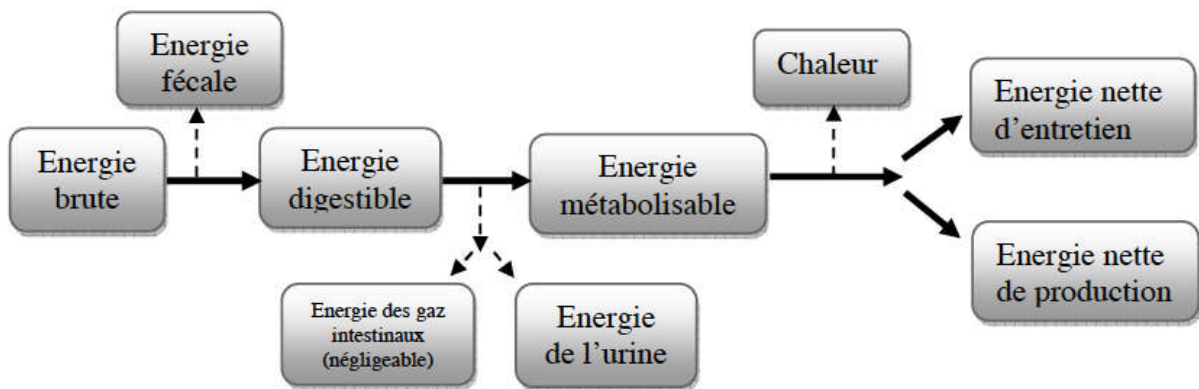 Energie
fécale
Chaleur
Energie nette
d’entretien
Energie
brute
Energie
digestible
Energie
métabolisable
Energie nette
de production
Energie des gaz
intestinaux
(négligeable)
Energie
de l’urine